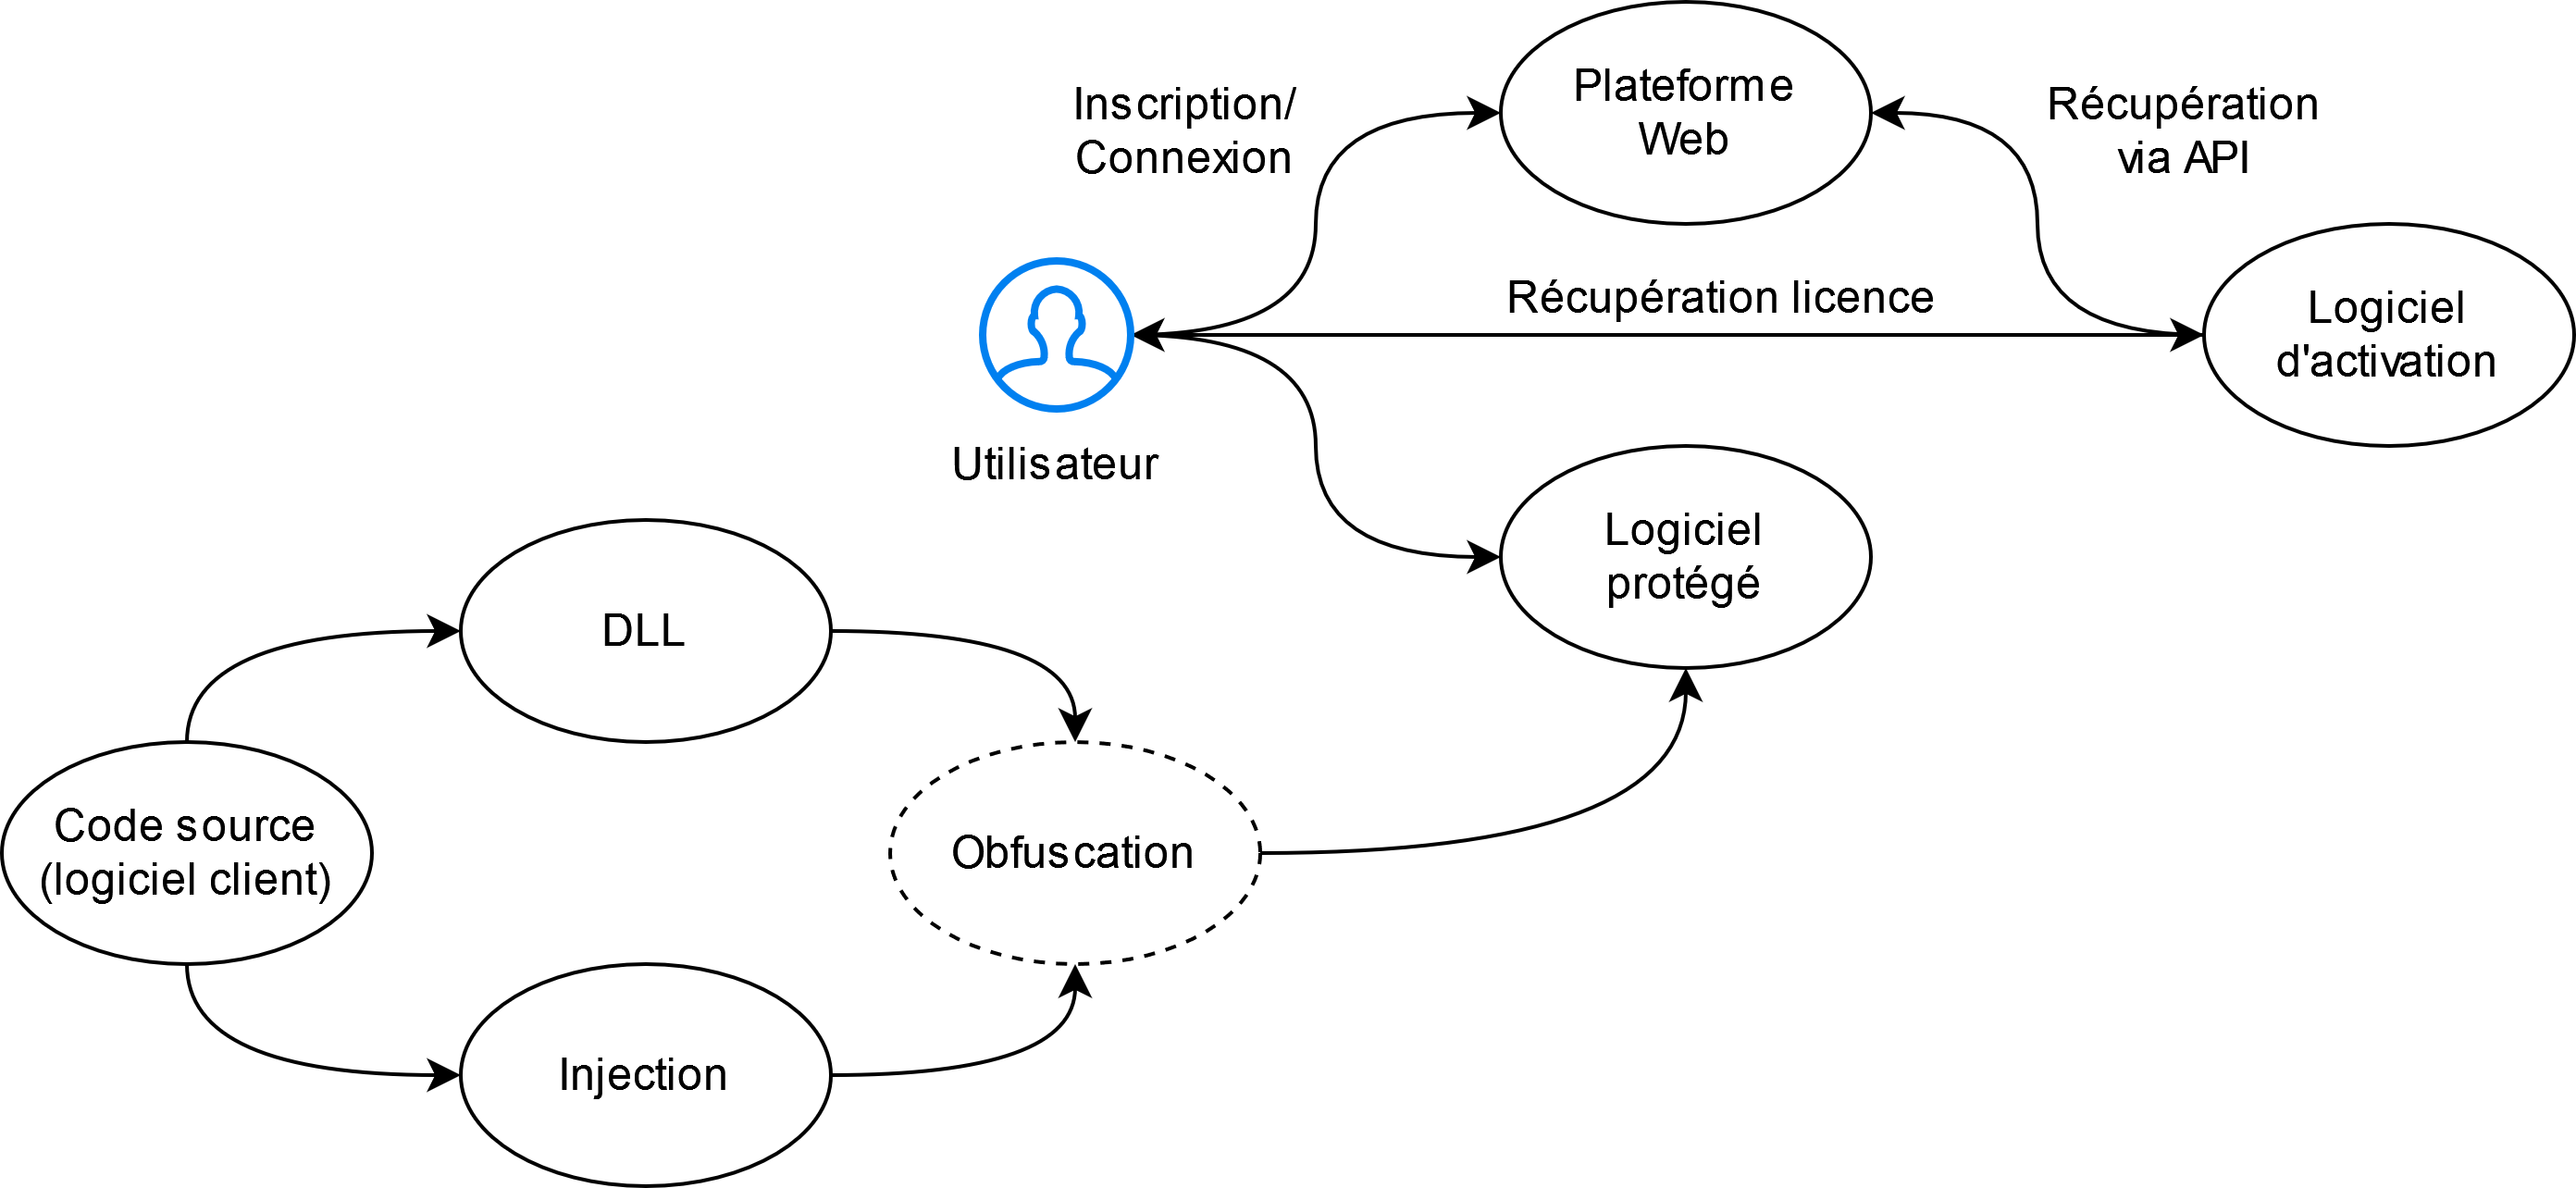 Plateforme
Web
Inscription/
Connexion
Récupération
via API
Récupération licence
Logiciel
d'activation
Utilisateur
Logiciel
protégé
DLL
Code source
(logiciel client)
Obfuscation
Injection